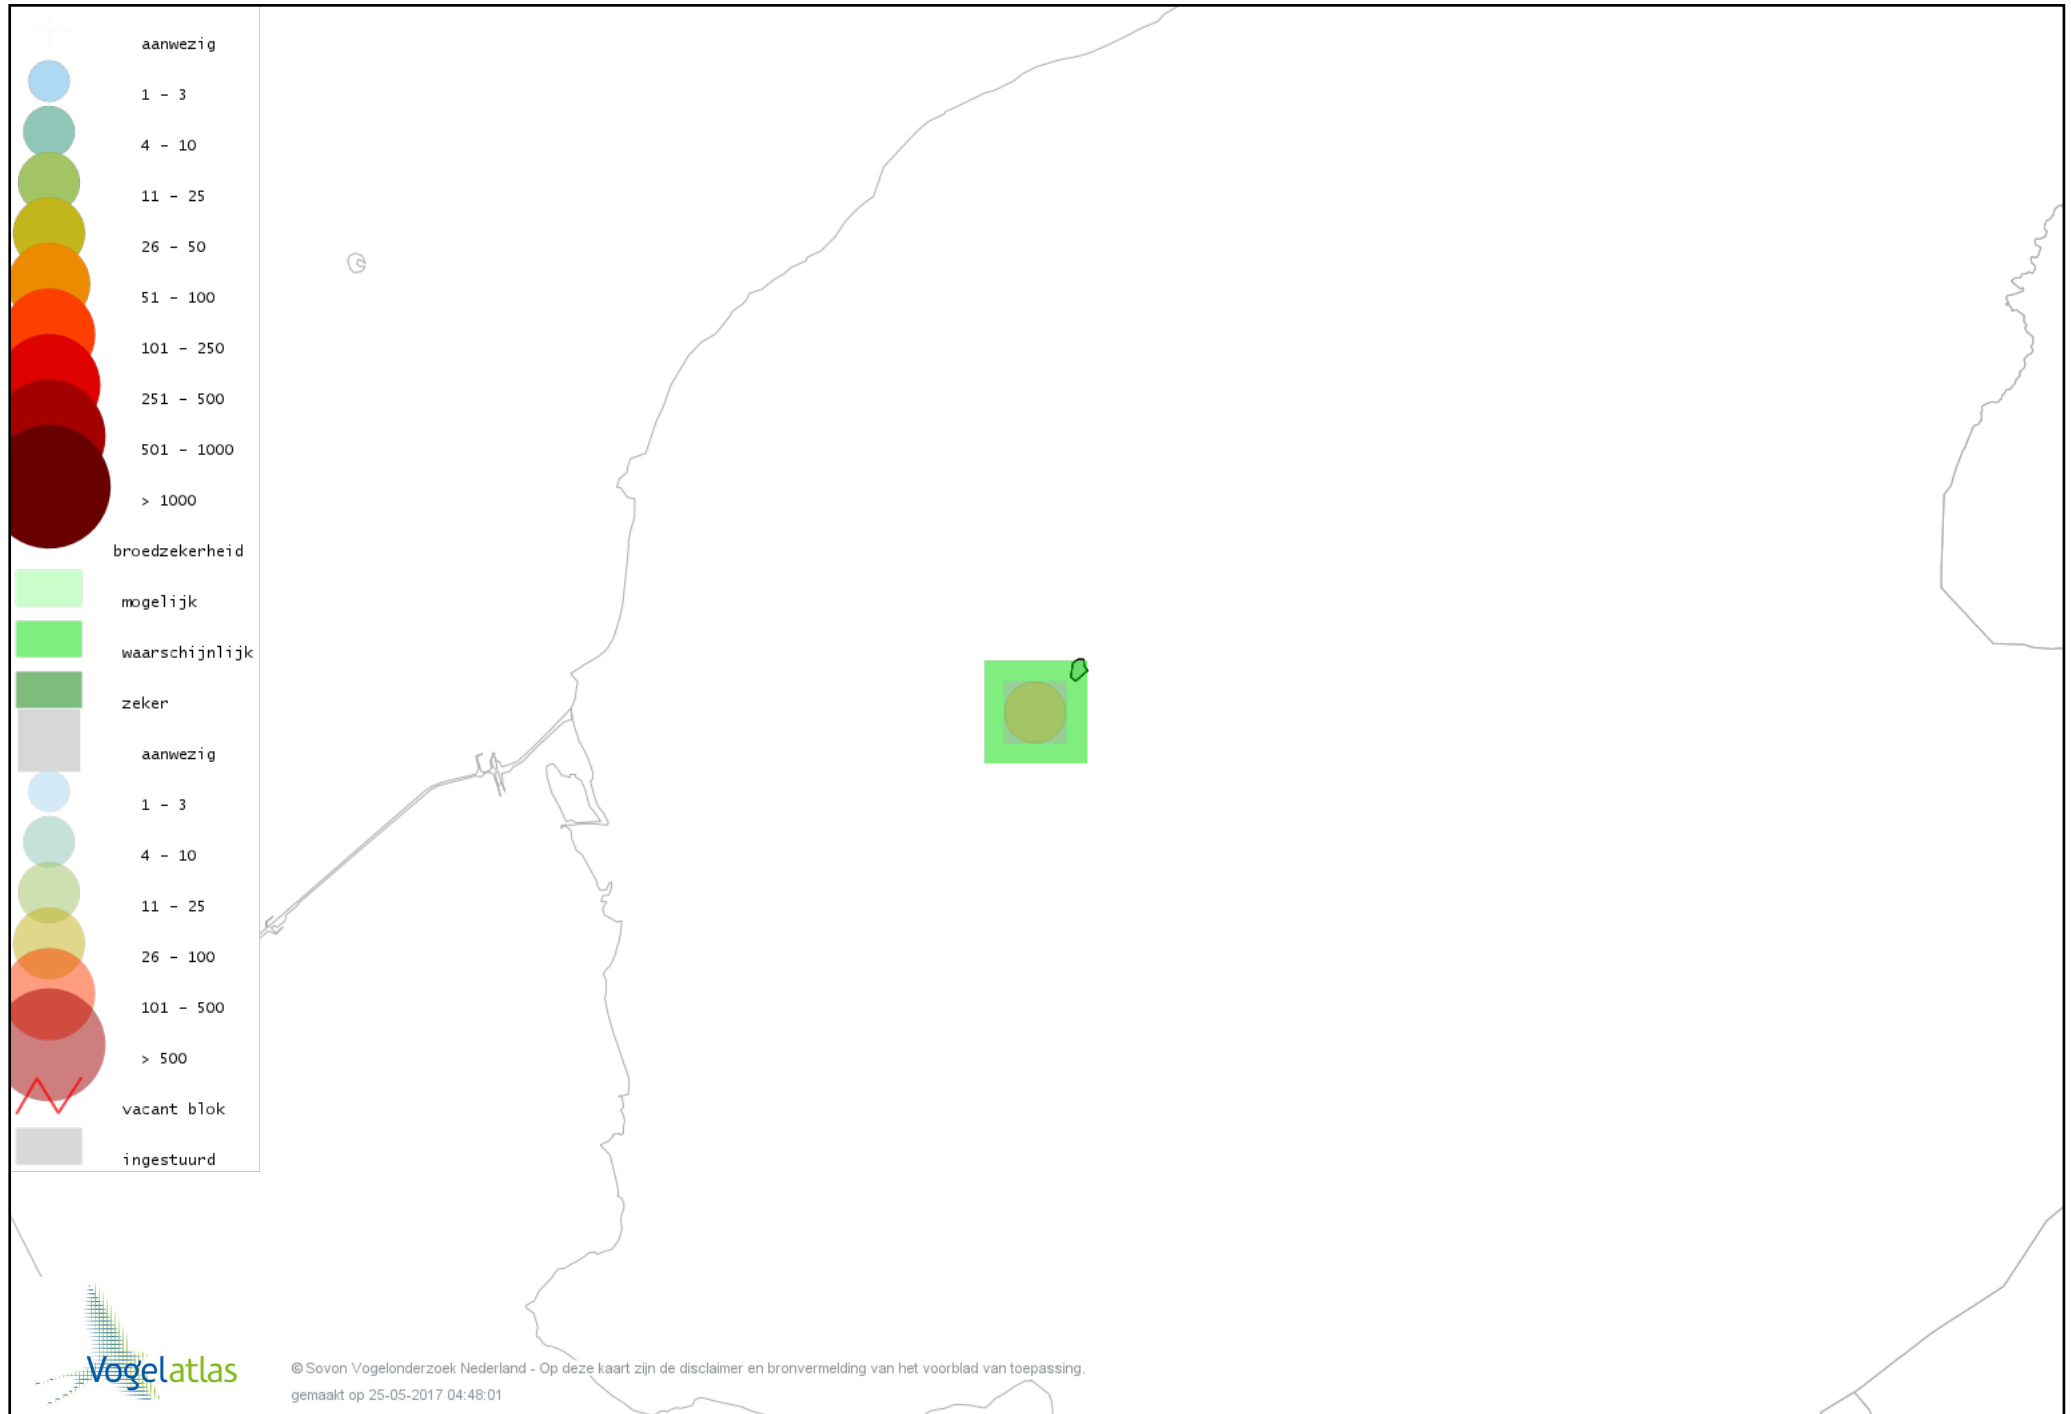 aanwezig
1 - 3
4 - 10
11 - 25
26 - 50
51 - 100
101 - 250
251 - 500
501 - 1000
> 1000
broedzekerheid
mogelijk
waarschijnlijk
zeker
aanwezig
1 - 3
4 - 10
11 - 25
26 - 100
101 - 500
> 500
vacant blok
ingestuurd
Vogelatlas
© Sovon Vogelonderzoek Nederland - Op deze kaart zijn de disclaimer en bronvermelding van het voorblad van toepassing.
gemaakt op 25-05-2017 04:48:01